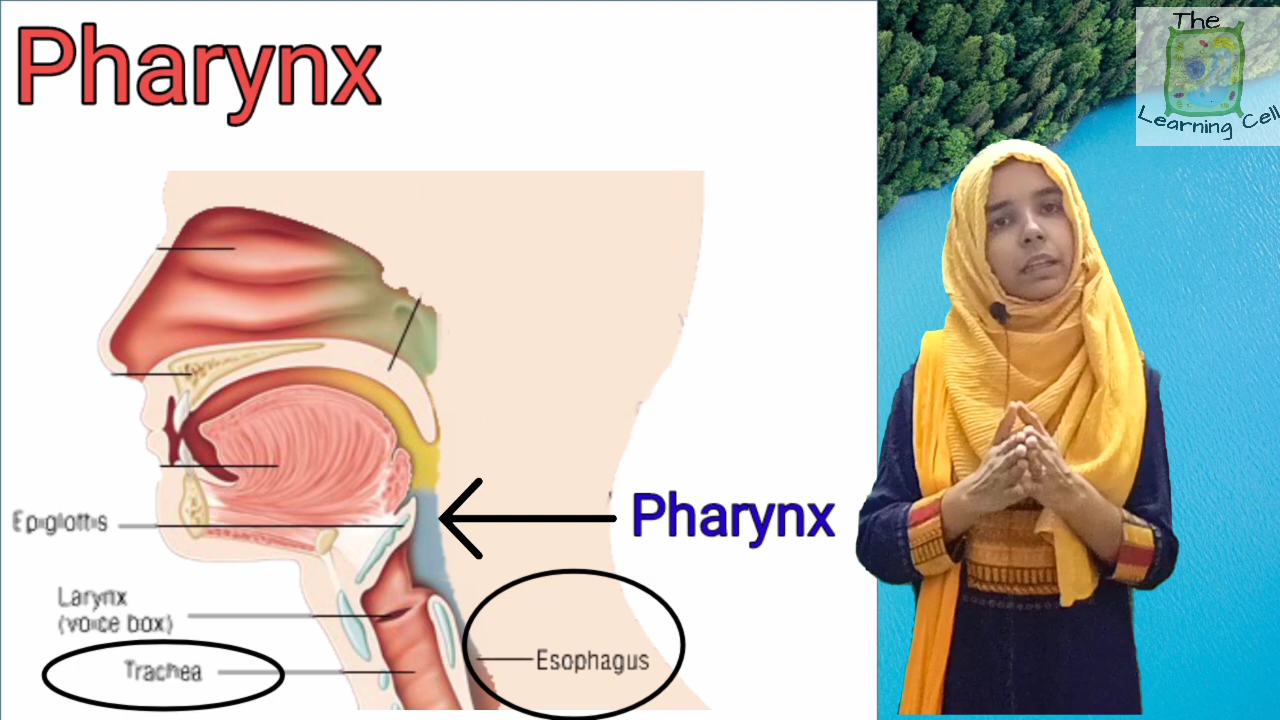 Pharynx
The
Learning Cell
Epiglottis
Pharynx
Larynx
(voice box)
Trachea
Esophagus